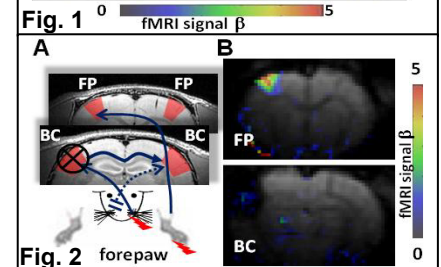 0
5
Fig. 1
fMRI signal β
A
B
FP
FP
BC
BC
FP
BC
5
fMRI signal β
0
Fig. 2
forepaw